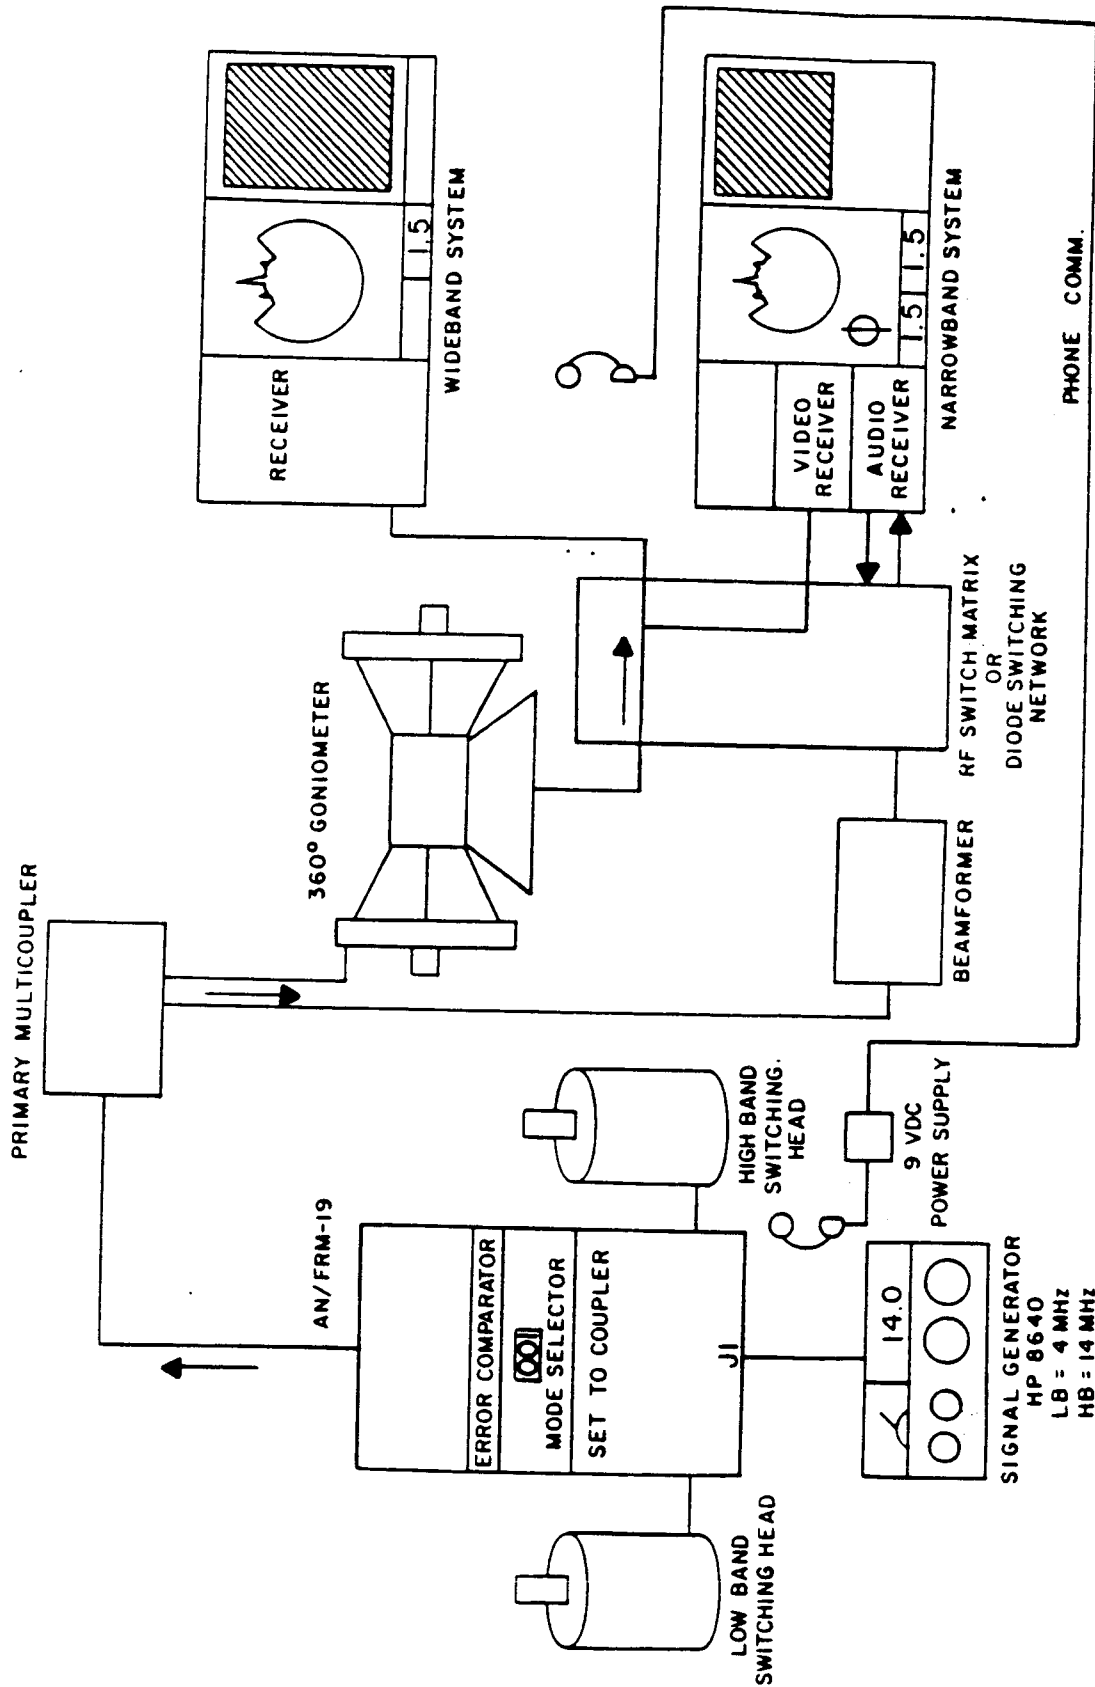 PRIMARY MULTICOUPLER
360° GONIOMETER
RECEIVER
1.5
WIDEBAND SYSTEM
AN/FRM-19
ERROR COMPARATOR
001
MODE SELECTOR
SET TO COUPLER
J1
LOW BAND
SWITCHING HEAD
HIGH BAND
SWITCHING.
HEAD
9 VDC
POWER SUPPLY
14.0
SIGNAL GENERATOR
HP 8640
LB = 4 MHz
HB = 14 MHz
BEAMFORMER
RF SWITCH MATRIX
OR
DIODE SWITCHING
NETWORK
VIDEO
RECEIVER
AUDIO
RECEIVER
1.5 1.5
NARROWBAND SYSTEM
PHONE COMM.